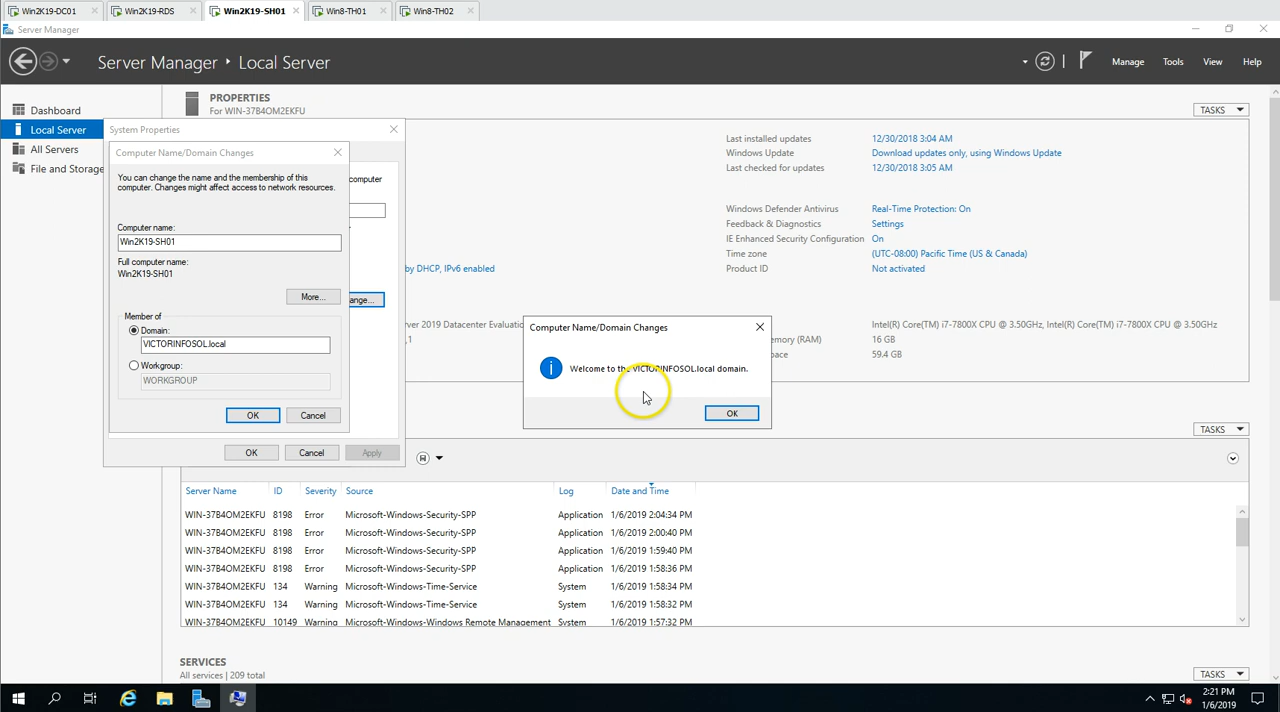 Win2K19-DC01
Win2K19-RDS
Win2K19-SH01
Win8-TH01
Win8-TH02
Server Manager
Server Manager
Local Server
Manage
Tools
View
Help
Dashboard
Local Server
All Servers
File and Storage
PROPERTIES
For WIN-37B4OM2EKFU
TASKS
System Properties
Computer Name/Domain Changes
You can change the name and the membership of this
computer. Changes might affect access to network resources.
computer
Computer name:
Win2K19-SH01
Full computer name:
Win2K19-SH01
More...
ange...
Member of
Domain:
VICTORINFOSOL.local
Workgroup:
WORKGROUP
OK
Cancel
OK
Cancel
Apply
Last installed updates 12/30/2018 3:04 AM
Windows Update Download updates only, using Windows Update
Last checked for updates 12/30/2018 3:05 AM
Windows Defender Antivirus Real-Time Protection: On
Feedback & Diagnostics Settings
IE Enhanced Security Configuration On
Time zone (UTC-08:00) Pacific Time (US & Canada)
Product ID Not activated
by DHCP, IPv6 enabled
rver 2019 Datacenter Evaluatio
,1
Intel(R) Core(TM) i7-7800X CPU @ 3.50GHz, Intel(R) Core(TM) i7-7800X CPU @ 3.50GHz
emory (RAM) 16 GB
pace 59.4 GB
Computer Name/Domain Changes
Welcome to the VICTORINFOSOL.local domain.
OK
TASKS
Server Name ID Severity Source Log Date and Time
WIN-37B4OM2EKFU 8198 Error Microsoft-Windows-Security-SPP Application 1/6/2019 2:04:34 PM
WIN-37B4OM2EKFU 8198 Error Microsoft-Windows-Security-SPP Application 1/6/2019 2:00:40 PM
WIN-37B4OM2EKFU 8198 Error Microsoft-Windows-Security-SPP Application 1/6/2019 1:59:40 PM
WIN-37B4OM2EKFU 8198 Error Microsoft-Windows-Security-SPP Application 1/6/2019 1:58:36 PM
WIN-37B4OM2EKFU 134 Warning Microsoft-Windows-Time-Service System 1/6/2019 1:58:34 PM
WIN-37B4OM2EKFU 134 Warning Microsoft-Windows-Time-Service System 1/6/2019 1:58:32 PM
WIN-37B4OM2EKFU 10149 Warning Microsoft-Windows-Windows Remote Management System 1/6/2019 1:57:32 PM
SERVICES
All services | 209 total
TASKS
2:21 PM
1/6/2019